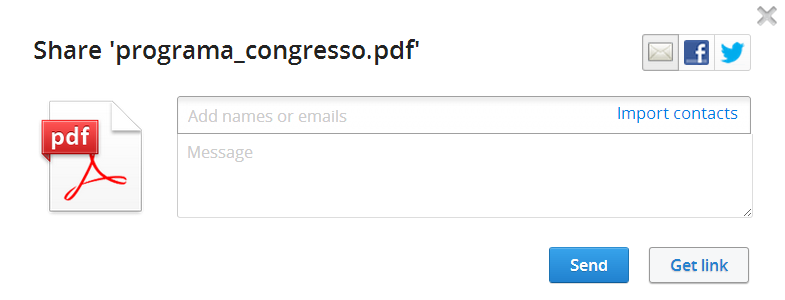 Share 'programa_congresso.pdf'
Add names or emails
Import contacts
pdf
Message
Send
Get link